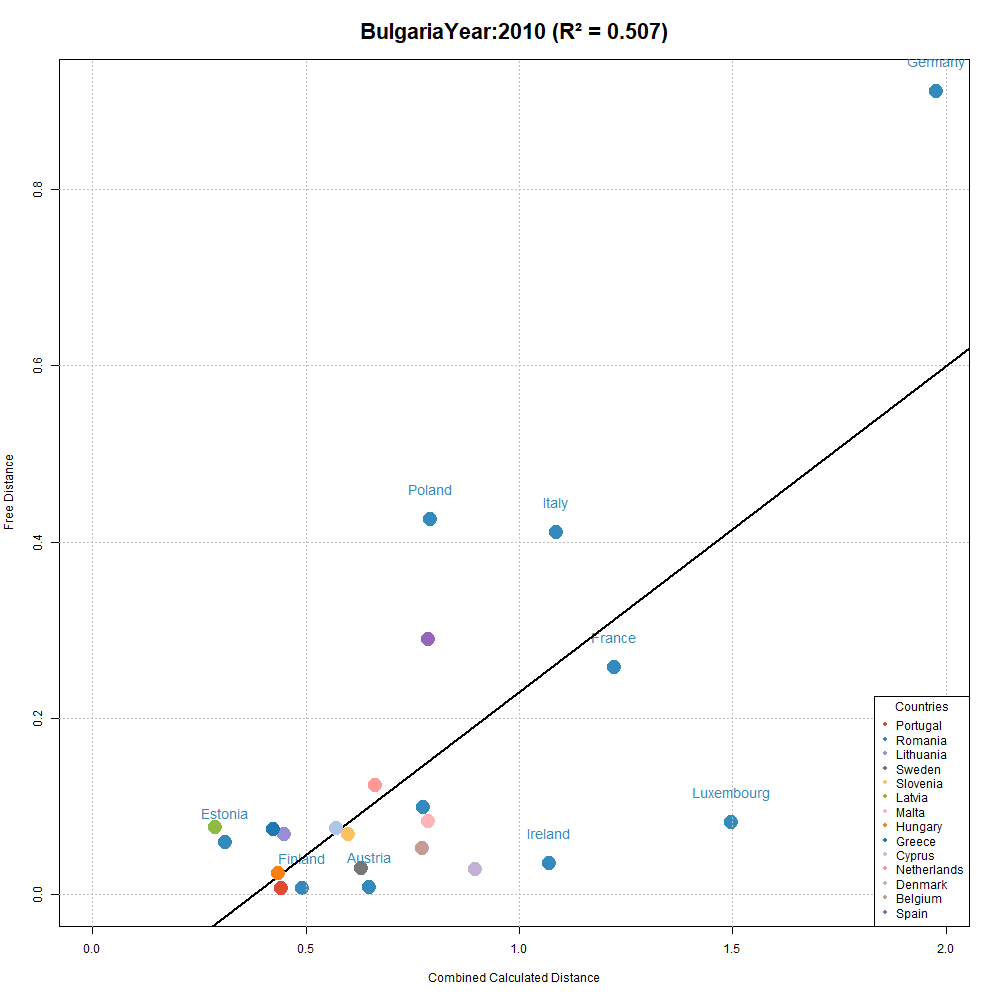 BulgariaYear:2010 (R² = 0.507)
Germany
0.8
0.6
Poland
Italy
0.4
Free Distance
France
0.2
Luxembourg
Estonia
Ireland
Finland
Austria
0.0
Countries
Portugal
Romania
Lithuania
Sweden
Slovenia
Latvia
Malta
Hungary
Greece
Cyprus
Netherlands
Denmark
Belgium
Spain
0.0
0.5
1.0
1.5
2.0
Combined Calculated Distance